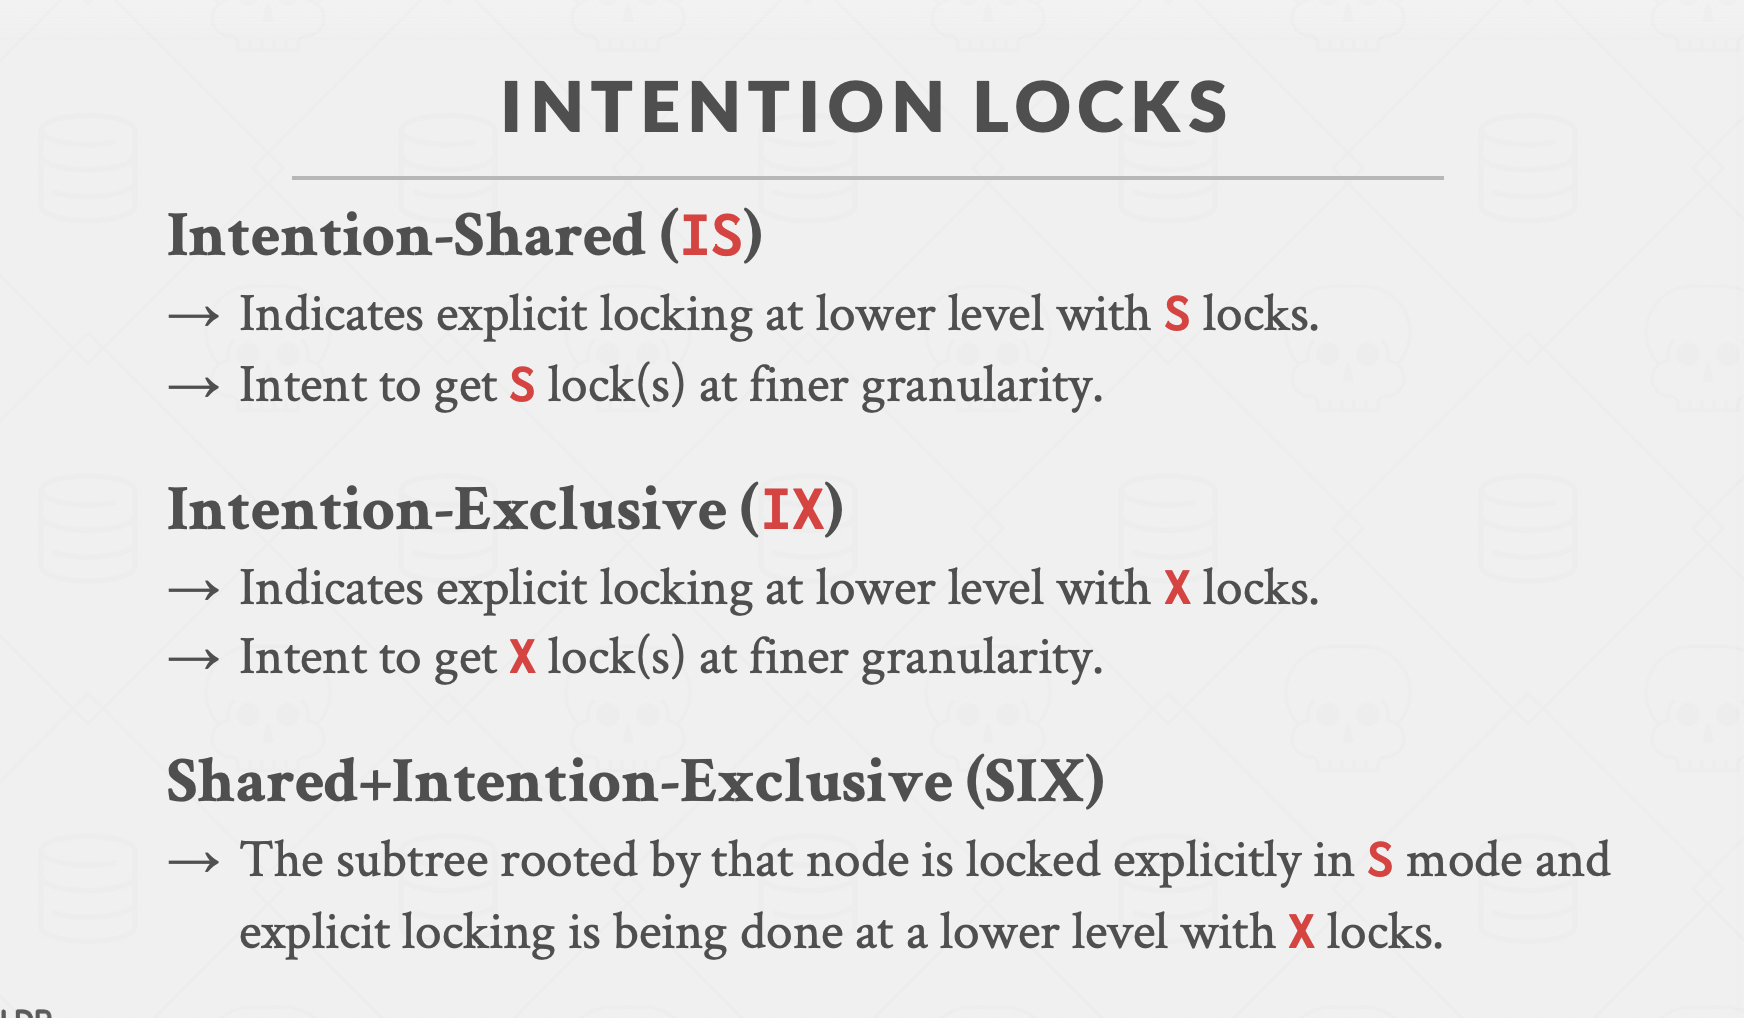 INTENTION LOCKS
Intention-Shared (IS)
→ Indicates explicit locking at lower level with S locks.
→ Intent to get S lock(s) at finer granularity.
Intention-Exclusive (IX)
→ Indicates explicit locking at lower level with X locks.
→ Intent to get X lock(s) at finer granularity.
Shared+Intention-Exclusive (SIX)
→ The subtree rooted by that node is locked explicitly in S mode and
explicit locking is being done at a lower level with X locks.